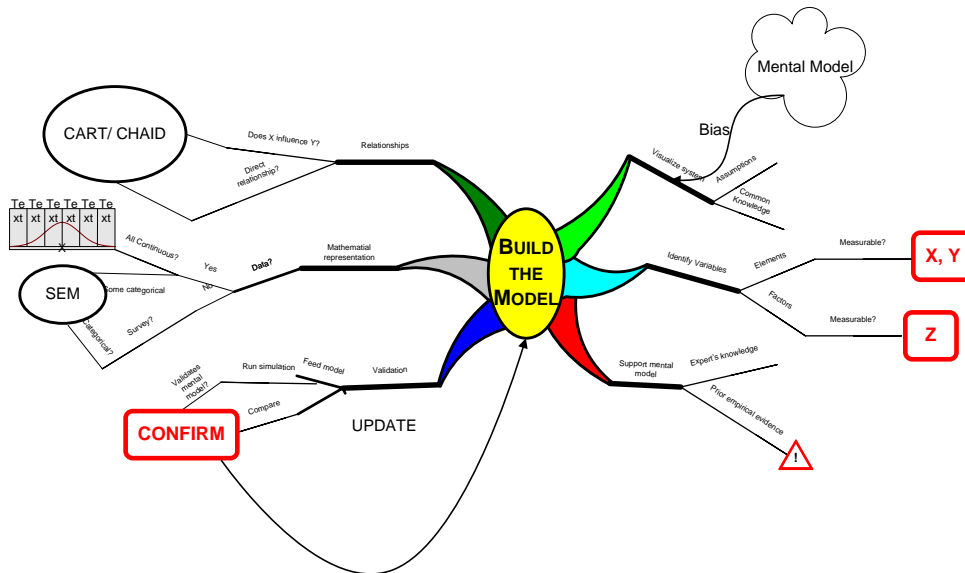 Mental Model
Bias
CART/ CHAID
Does X influence Y?
Relationships
Direct
relationship?
Visualize system
Assumptions
Common
Knowledge
Te Te Te Te Te Te
xt xt xt xt xt xt
X
All Continuous?
Yes
Data?
Mathematial
representation
BUILD
THE
MODEL
Identify Variables
Elements
Measurable?
X, Y
SEM
Some categorical
No
Categorical?
Survey?
Factors
Measurable?
Z
Validates
mental
model?
Run simulation
Feed model
Validation
Support mental
model
Expert's knowledge
Compare
Prior empirical evidence
CONFIRM
UPDATE
!